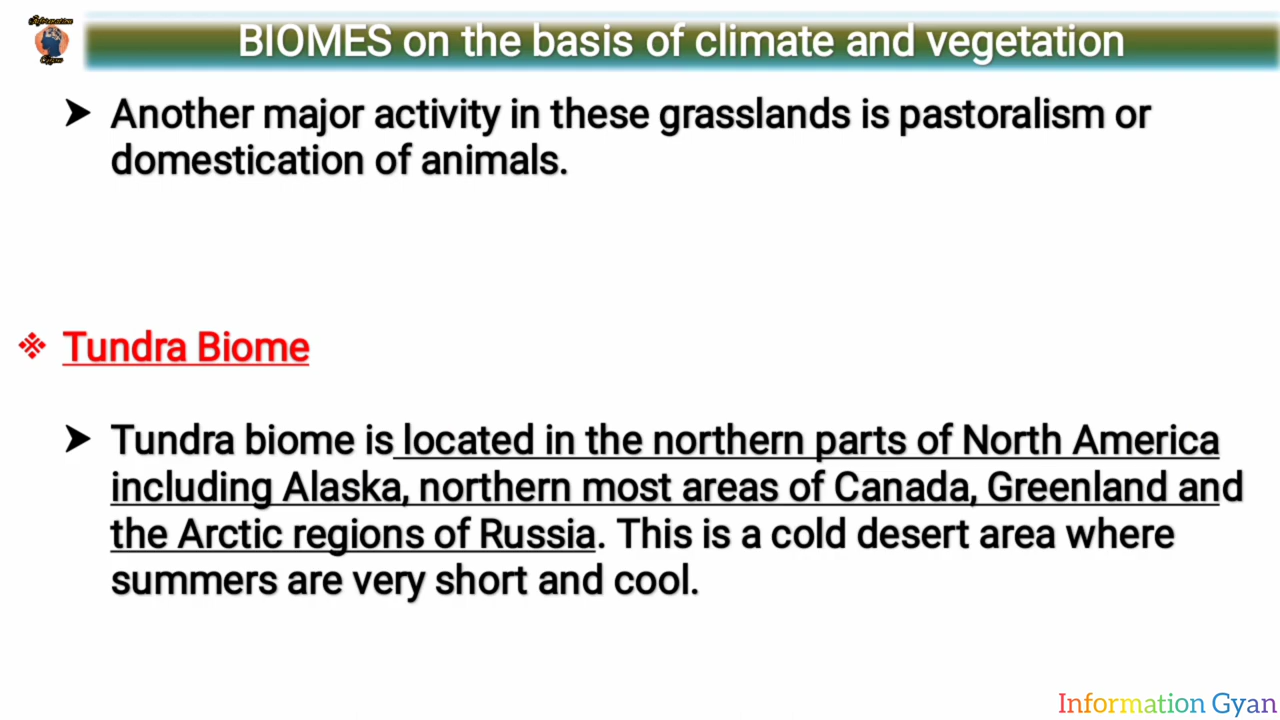 Information
Gyan
BIOMES on the basis of climate and vegetation
➤ Another major activity in these grasslands is pastoralism or
domestication of animals.
❖ Tundra Biome
➤ Tundra biome is located in the northern parts of North America
including Alaska, northern most areas of Canada, Greenland and
the Arctic regions of Russia. This is a cold desert area where
summers are very short and cool.
Information Gyan